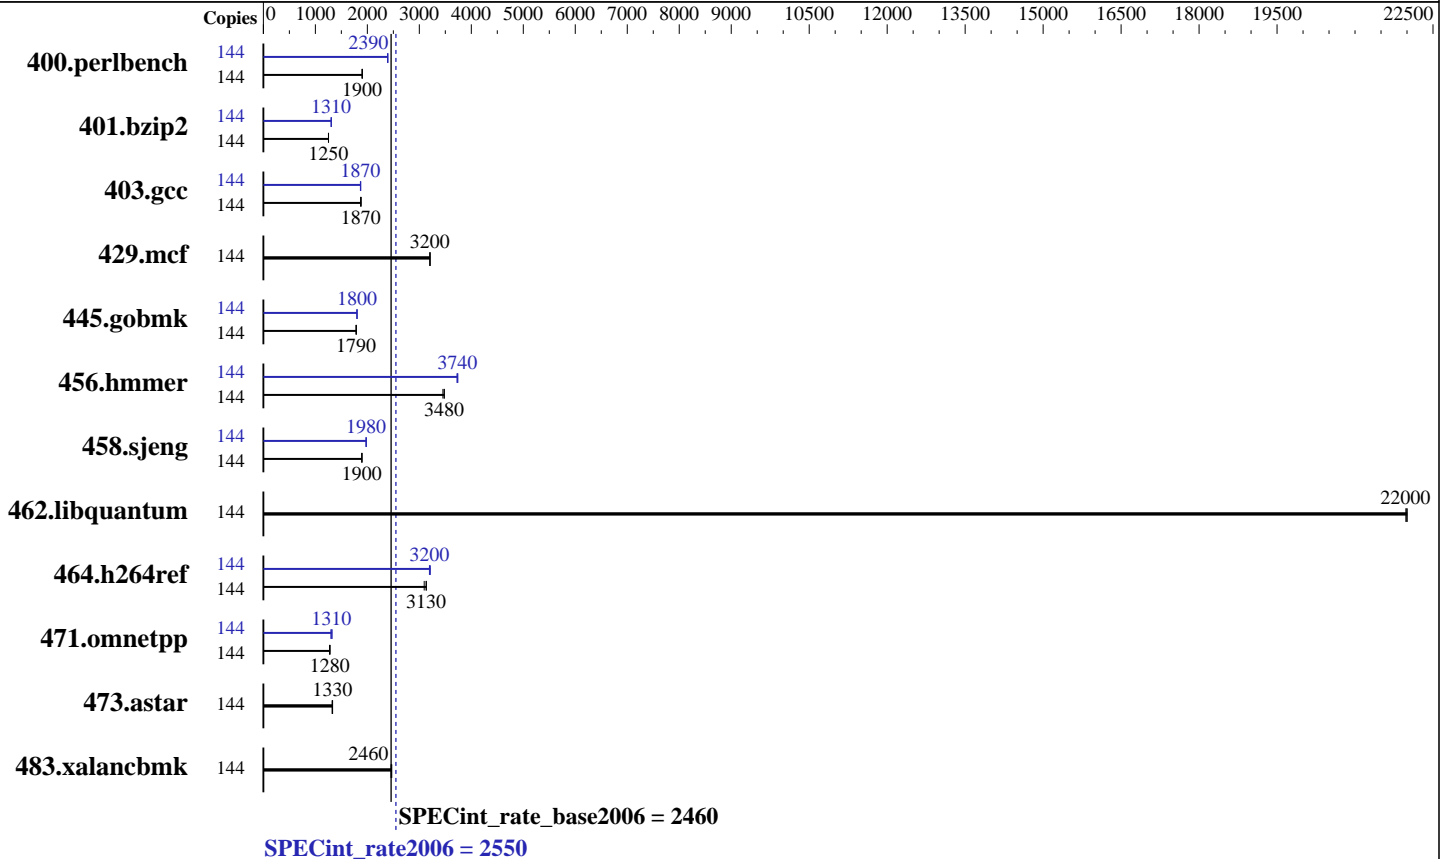 Copies 0 1000 2000 3000 4000 5000 6000 7000 8000 9000 10500 12000 13500 15000 16500 18000 19500 22500
400.perlbench 144 2390
144 1900
401.bzip2 144 1310
144 1250
403.gcc 144 1870
144 1870
429.mcf 144 3200
445.gobmk 144 1800
144 1790
456.hmmer 144 3740
144 3480
458.sjeng 144 1980
144 1900
462.libquantum 144 22000
464.h264ref 144 3200
144 3130
471.omnetpp 144 1310
144 1280
473.astar 144 1330
483.xalancbmk 144 2460
SPECint_rate_base2006 = 2460
SPECint_rate2006 = 2550